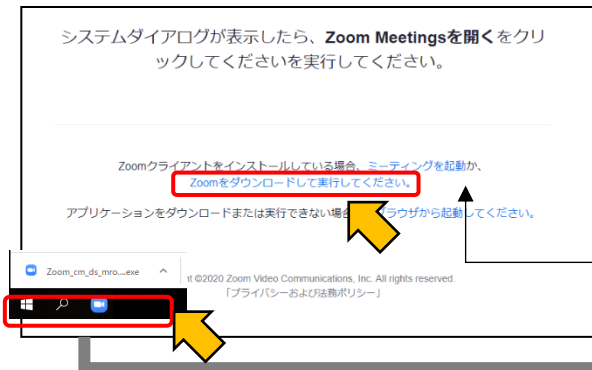 システムダイアログが表示したら、Zoom Meetingsを開くをクリ
ックしてくださいを実行してください。
Zoomクライアントをインストールしている場合、ミーティングを起動か、
Zoomをダウンロードして実行してください。
アプリケーションをダウンロードまたは実行できない場合 ブラウザから起動してください。
Zoom_cm_ds_mro....exe
©2020 Zoom Video Communications, Inc. All rights reserved.
「プライバシーおよび法務ポリシー」